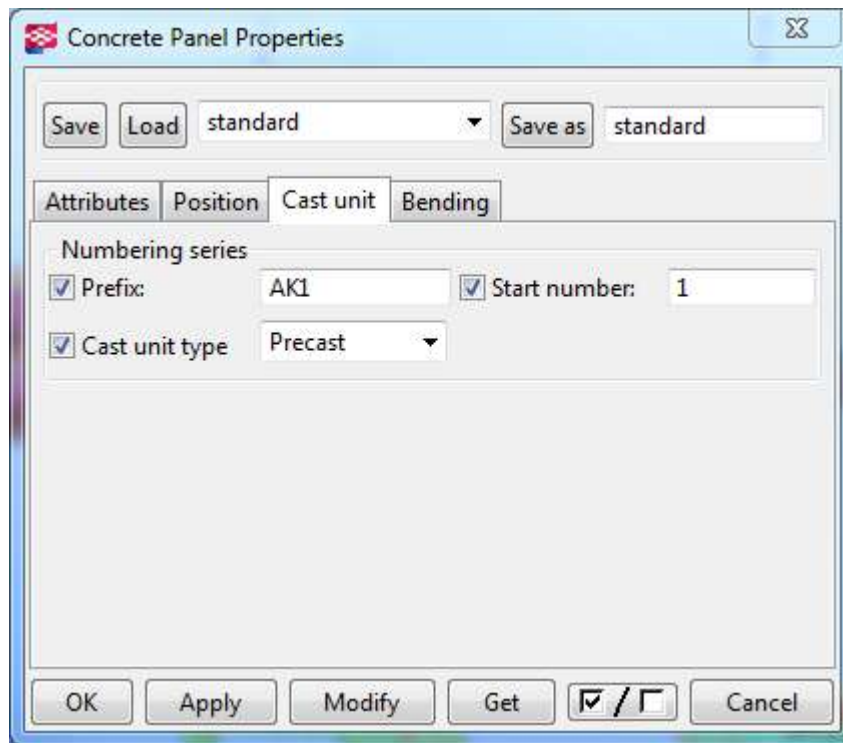 Concrete Panel Properties
Save Load standard Save as standard
Attributes Position Cast unit Bending
Numbering series
Prefix: AK1 Start number: 1
Cast unit type Precast
OK Apply Modify Get / Cancel